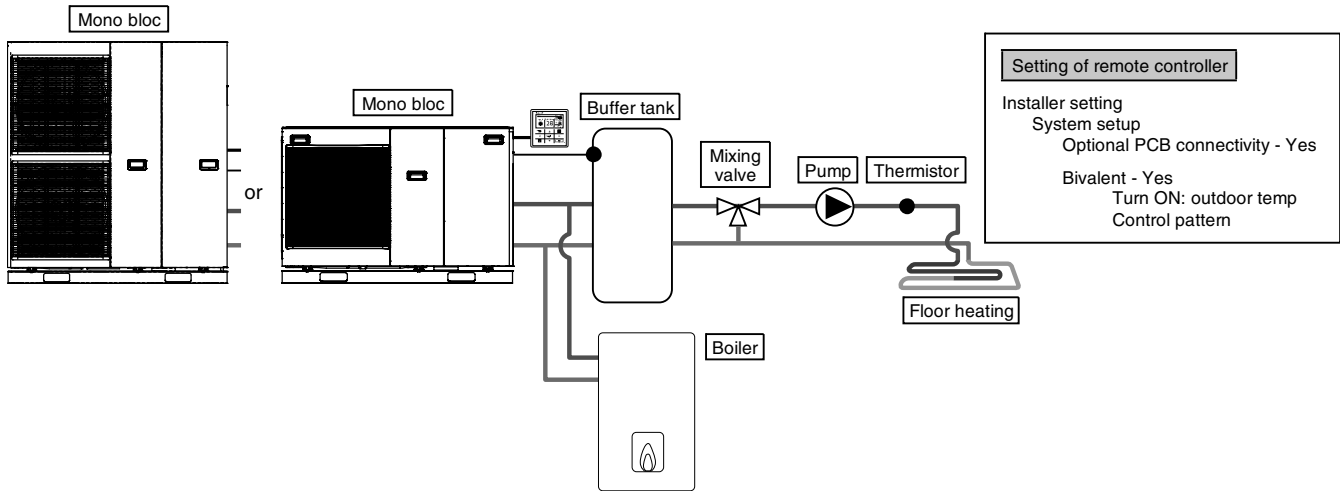 Mono bloc
or
Mono bloc
Buffer tank
Mixing
valve
Pump
Thermistor
Floor heating
Boiler
Setting of remote controller
Installer setting
System setup
Optional PCB connectivity - Yes
Bivalent - Yes
Turn ON: outdoor temp
Control pattern